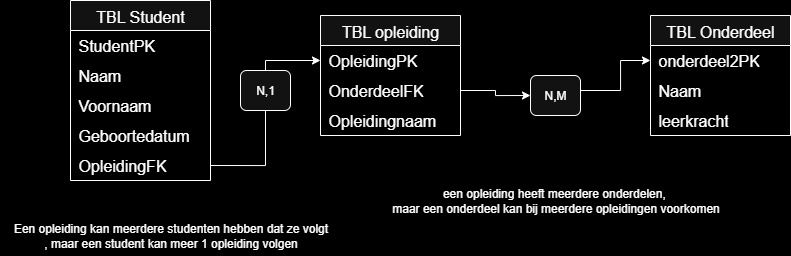 TBL Student
StudentPK
Naam
Voornaam
Geboortedatum
OpleidingFK
N,1
TBL opleiding
OpleidingPK
OnderdeelFK
Opleidingnaam
N,M
TBL Onderdeel
onderdeel2PK
Naam
leerkracht
een opleiding heeft meerdere onderdelen,
maar een onderdeel kan bij meerdere opleidingen voorkomen
Een opleiding kan meerdere studenten hebben dat ze volgt
, maar een student kan meer 1 opleiding volgen